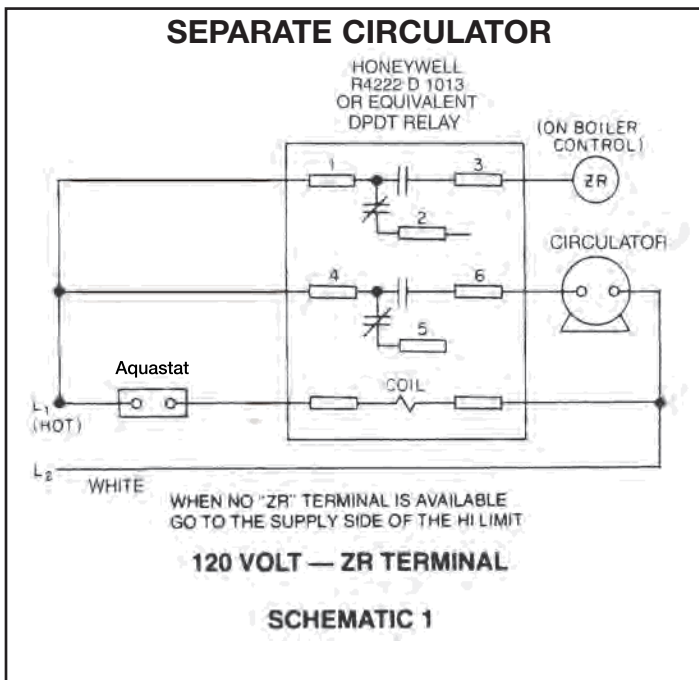 SEPARATE CIRCULATOR
HONEYWELL
R4222 D 1013
OR EQUIVALENT
DPDT RELAY
(ON BOILER
CONTROL)
1
3
ZR
2
CIRCULATOR
4
6
5
Aquastat
COIL
L1
(HOT)
L2
WHITE
WHEN NO "ZR" TERMINAL IS AVAILABLE
GO TO THE SUPPLY SIDE OF THE HI LIMIT
120 VOLT — ZR TERMINAL
SCHEMATIC 1